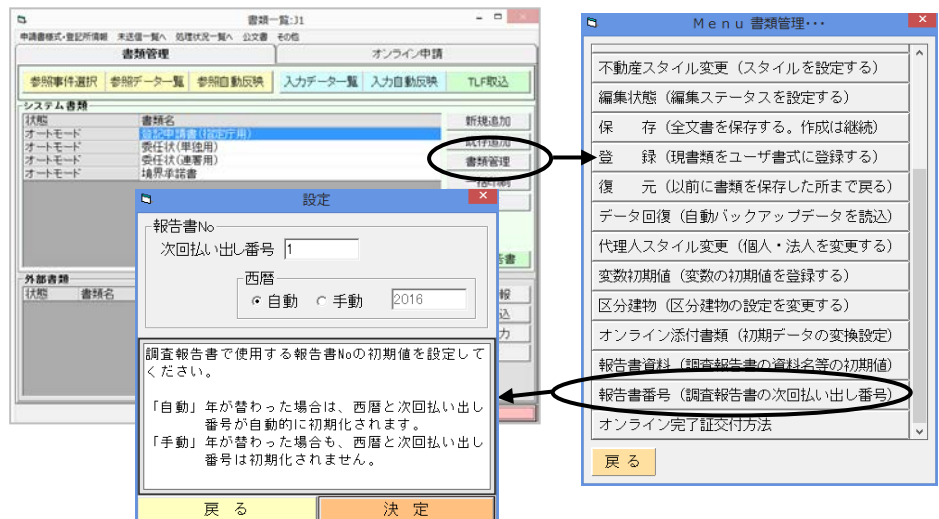 書類一覧:J1
申請書様式・登記所情報 未送信一覧へ 処理状況一覧へ 公文書 その他
書類管理 オンライン申請
参照事件選択 参照データ一覧 参照自動反映 入力データ一覧 入力自動反映 TLF取込
システム書類
状態 書類名
オートモード 登記申請書(指定庁用)
オートモード 委任状(単独用)
オートモード 委任状(連署用)
オートモード 境界承諾書
新規追加
既存追加
書類管理
一括印刷
外部書類
状態 書類名
設定
報告書No
次回払い出し番号 1
西暦
自動 手動 2016
調査報告書で使用する報告書Noの初期値を設定して
ください。
「自動」年が替わった場合は、西暦と次回払い出し
番号が自動的に初期化されます。
「手動」年が替わった場合も、西暦と次回払い出し
番号は初期化されません。
戻 る 決 定
Menu 書類管理・・・
不動産スタイル変更（スタイルを設定する）
編集状態（編集ステータスを設定する）
保 存（全文書を保存する。作成は継続）
登 録（現書類をユーザ書式に登録する）
復 元（以前に書類を保存した所まで戻る）
データ回復（自動バックアップデータを読込）
代理人スタイル変更（個人・法人を変更する）
変数初期値（変数の初期値を登録する）
区分建物（区分建物の設定を変更する）
オンライン添付書類（初期データの変換設定）
報告書資料（調査報告書の資料名等の初期値）
報告書番号（調査報告書の次回払い出し番号）
オンライン完了証交付方法
戻 る